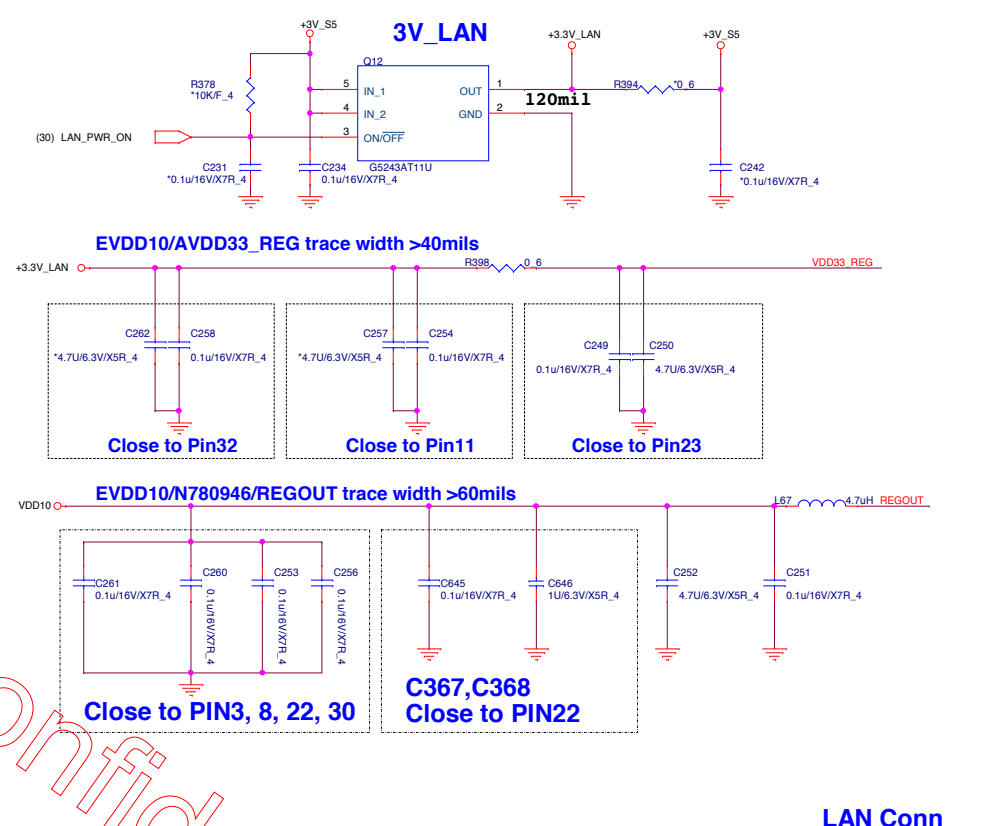 +3V_S5
3V_LAN
+3.3V_LAN
+3V_S5
Q12
R378
*10K/F_4
5
IN_1
OUT
1
R394
*0_6
120mil
4
IN_2
GND
2
(30) LAN_PWR_ON
3
ON/OFF
C231
*0.1u/16V/X7R_4
C234
0.1u/16V/X7R_4
G5243AT11U
C242
*0.1u/16V/X7R_4
EVDD10/AVDD33_REG trace width >40mils
+3.3V_LAN
R398
0_6
VDD33_REG
C262
C258
*4.7U/6.3V/X5R_4
0.1u/16V/X7R_4
C257
C254
*4.7U/6.3V/X5R_4
0.1u/16V/X7R_4
C249
C250
0.1u/16V/X7R_4
4.7U/6.3V/X5R_4
Close to Pin32
Close to Pin11
Close to Pin23
EVDD10/N780946/REGOUT trace width >60mils
VDD10
L67
4.7uH
REGOUT
C261
0.1u/16V/X7R_4
C260
0.1u/16V/X7R_4
C253
0.1u/16V/X7R_4
C256
0.1u/16V/X7R_4
C645
0.1u/16V/X7R_4
C646
1U/6.3V/X5R_4
C252
4.7U/6.3V/X5R_4
C251
0.1u/16V/X7R_4
Close to PIN3, 8, 22, 30
C367,C368
Close to PIN22
onfid
LAN Conn